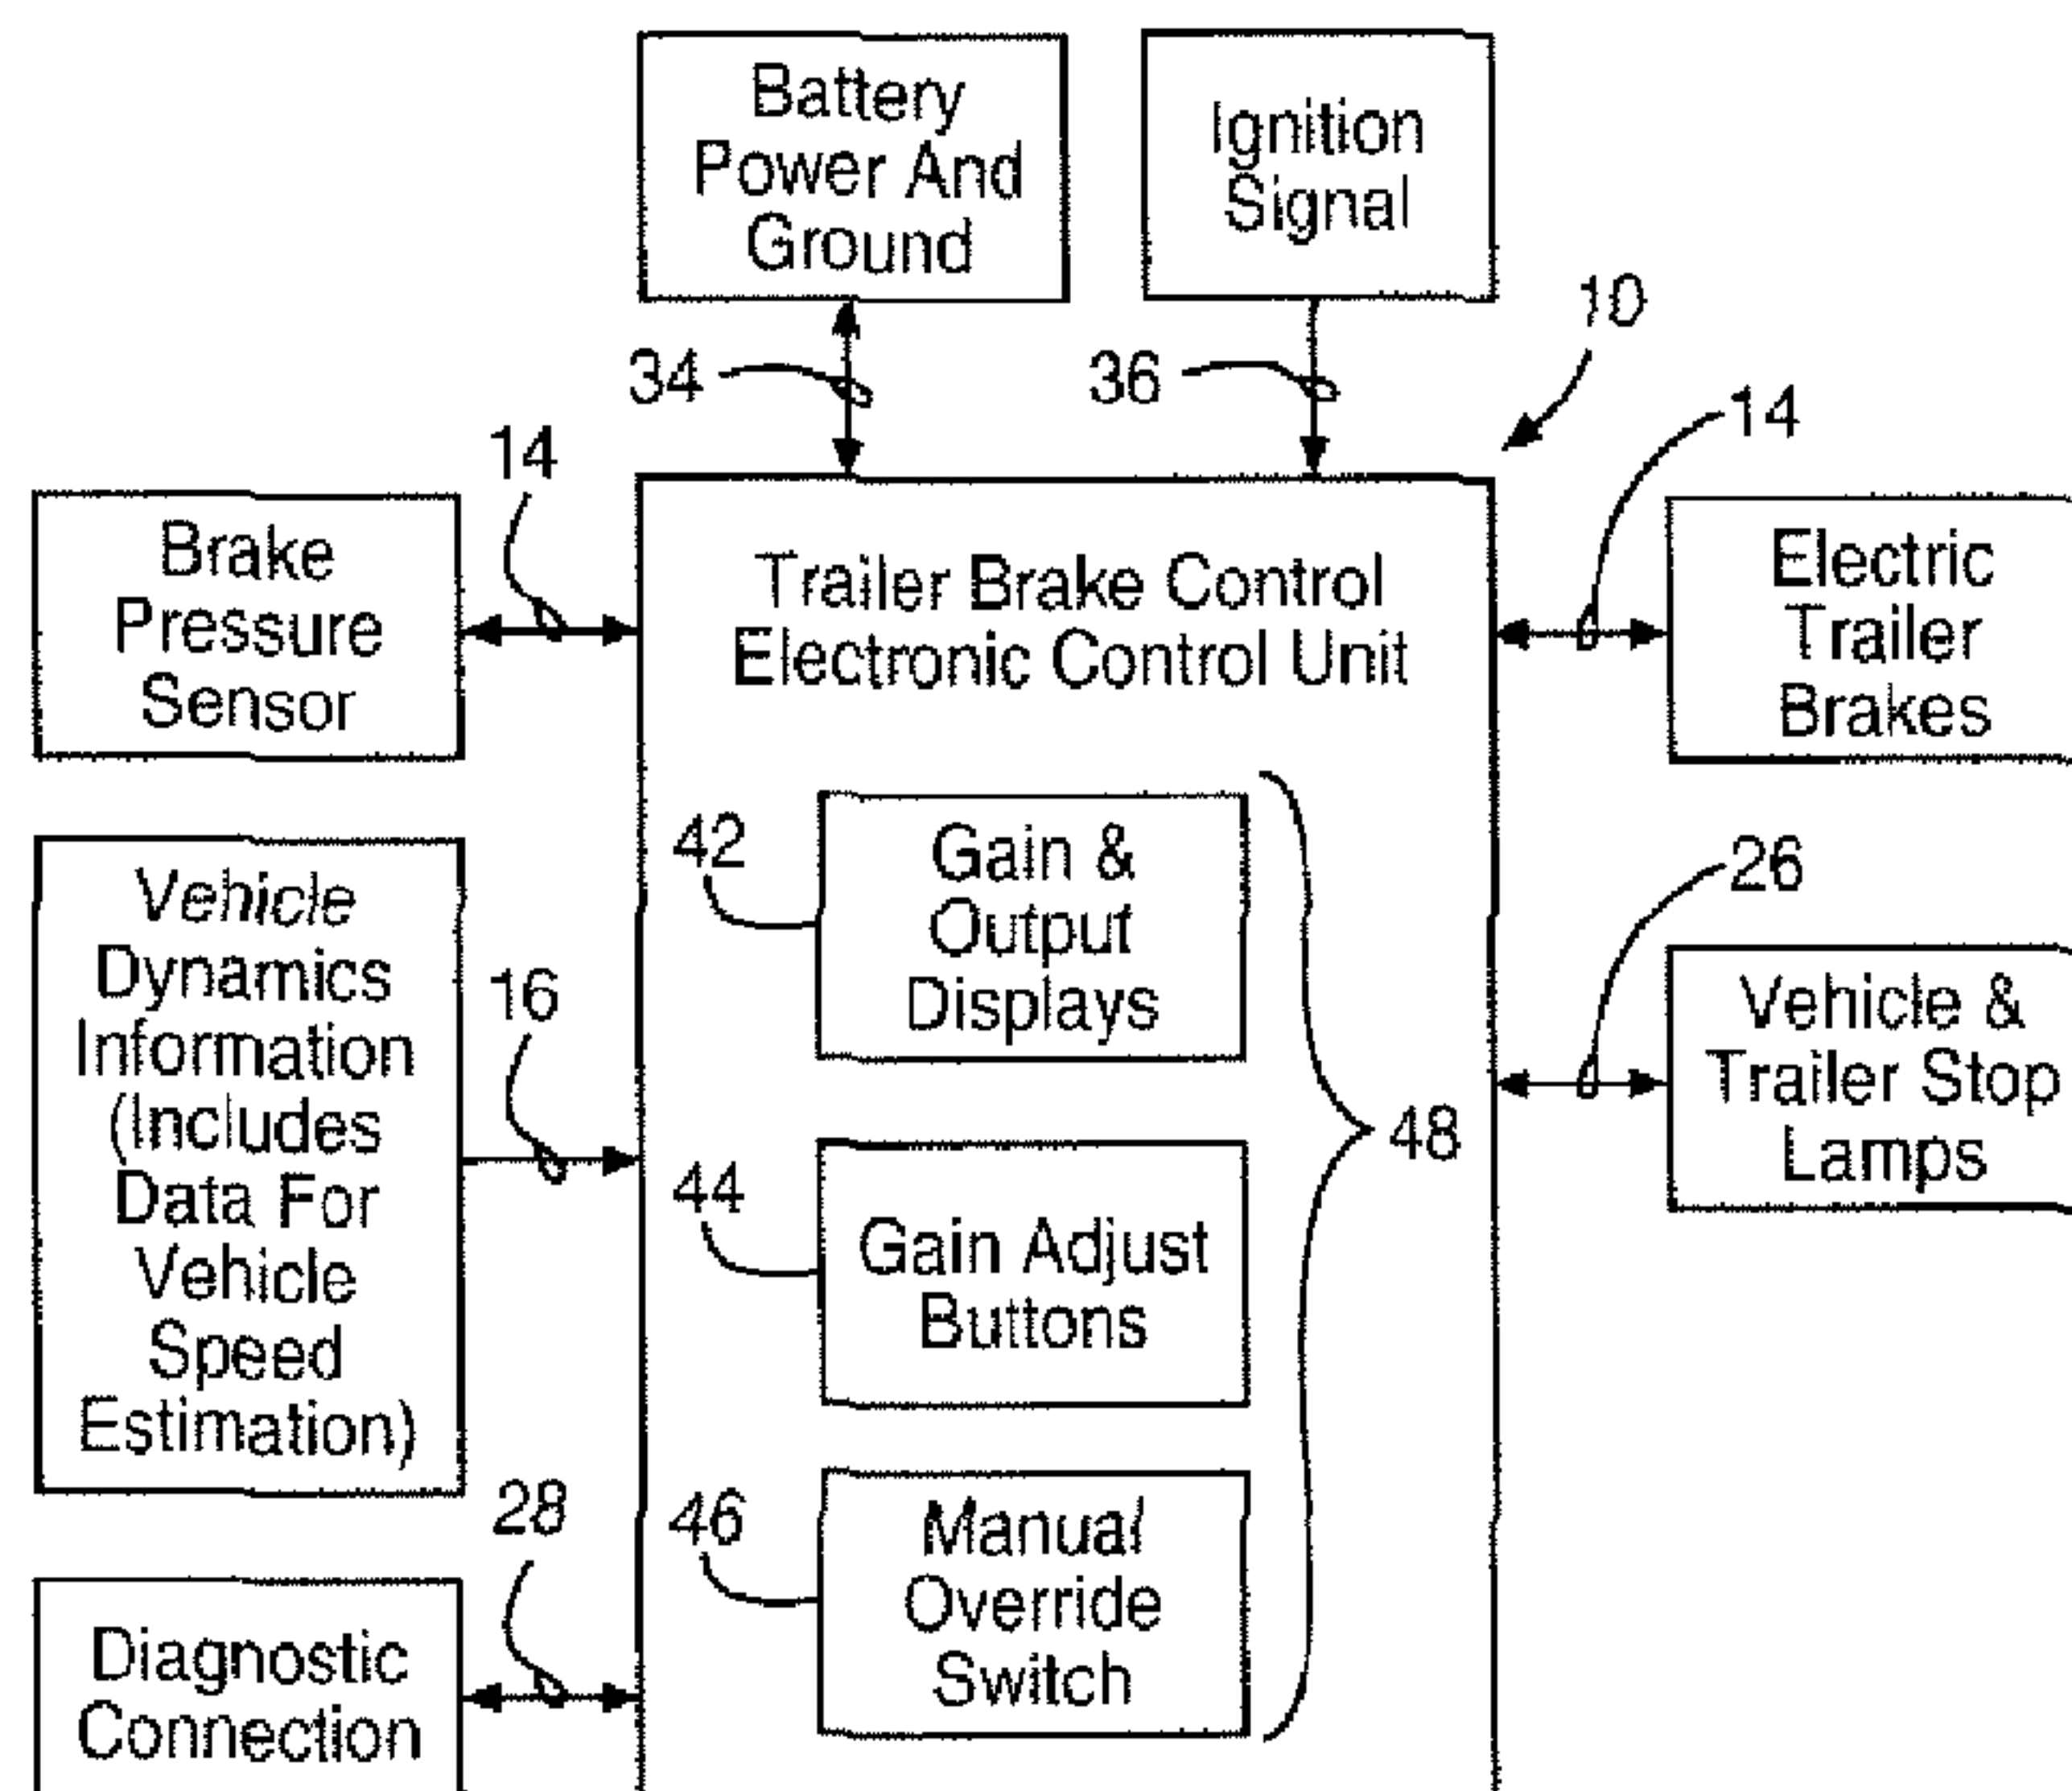 Battery
Power And
Ground
Ignition
Signal
10
34
36
14
14
Brake
Pressure
Sensor
Trailer Brake Control
Electronic Control Unit
Electric
Trailer
Brakes
42
Gain &
Output
Displays
26
Vehicle
Dynamics
Information
(Includes
Data For
Vehicle
Speed
Estimation)
16
Vehicle &
Trailer Stop
Lamps
48
44
Gain Adjust
Buttons
28
46
Manual
Override
Switch
Diagnostic
Connection